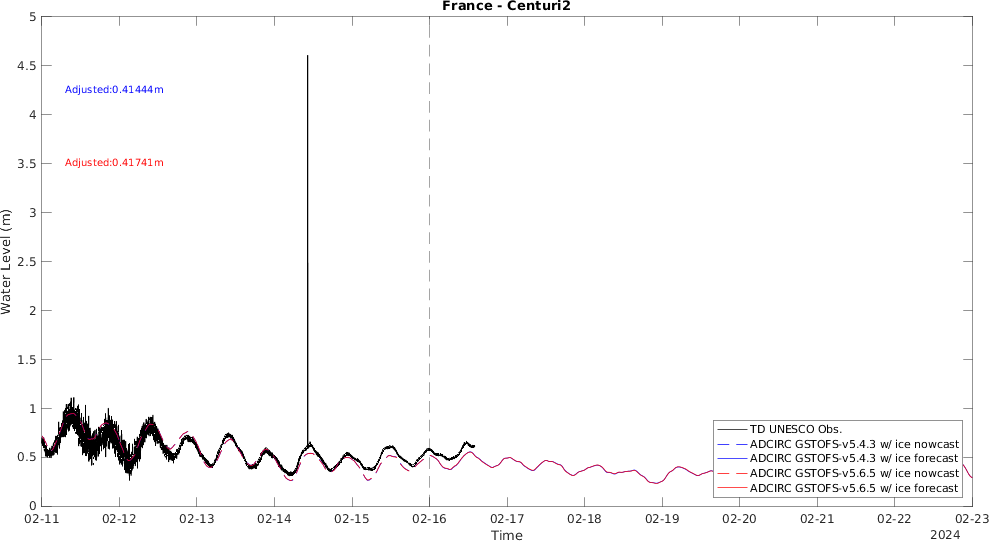 France - Centuri2
5
4.5
4
3.5
3
2.5
2
1.5
1
0.5
0
Water Level (m)
Adjusted:0.41444m
Adjusted:0.41741m
TD UNESCO Obs.
ADCIRC GSTOFS-v5.4.3 w/ ice nowcast
ADCIRC GSTOFS-v5.4.3 w/ ice forecast
ADCIRC GSTOFS-v5.6.5 w/ ice nowcast
ADCIRC GSTOFS-v5.6.5 w/ ice forecast
02-11 02-12 02-13 02-14 02-15 02-16 02-17 02-18 02-19 02-20 02-21 02-22 02-23
Time
2024